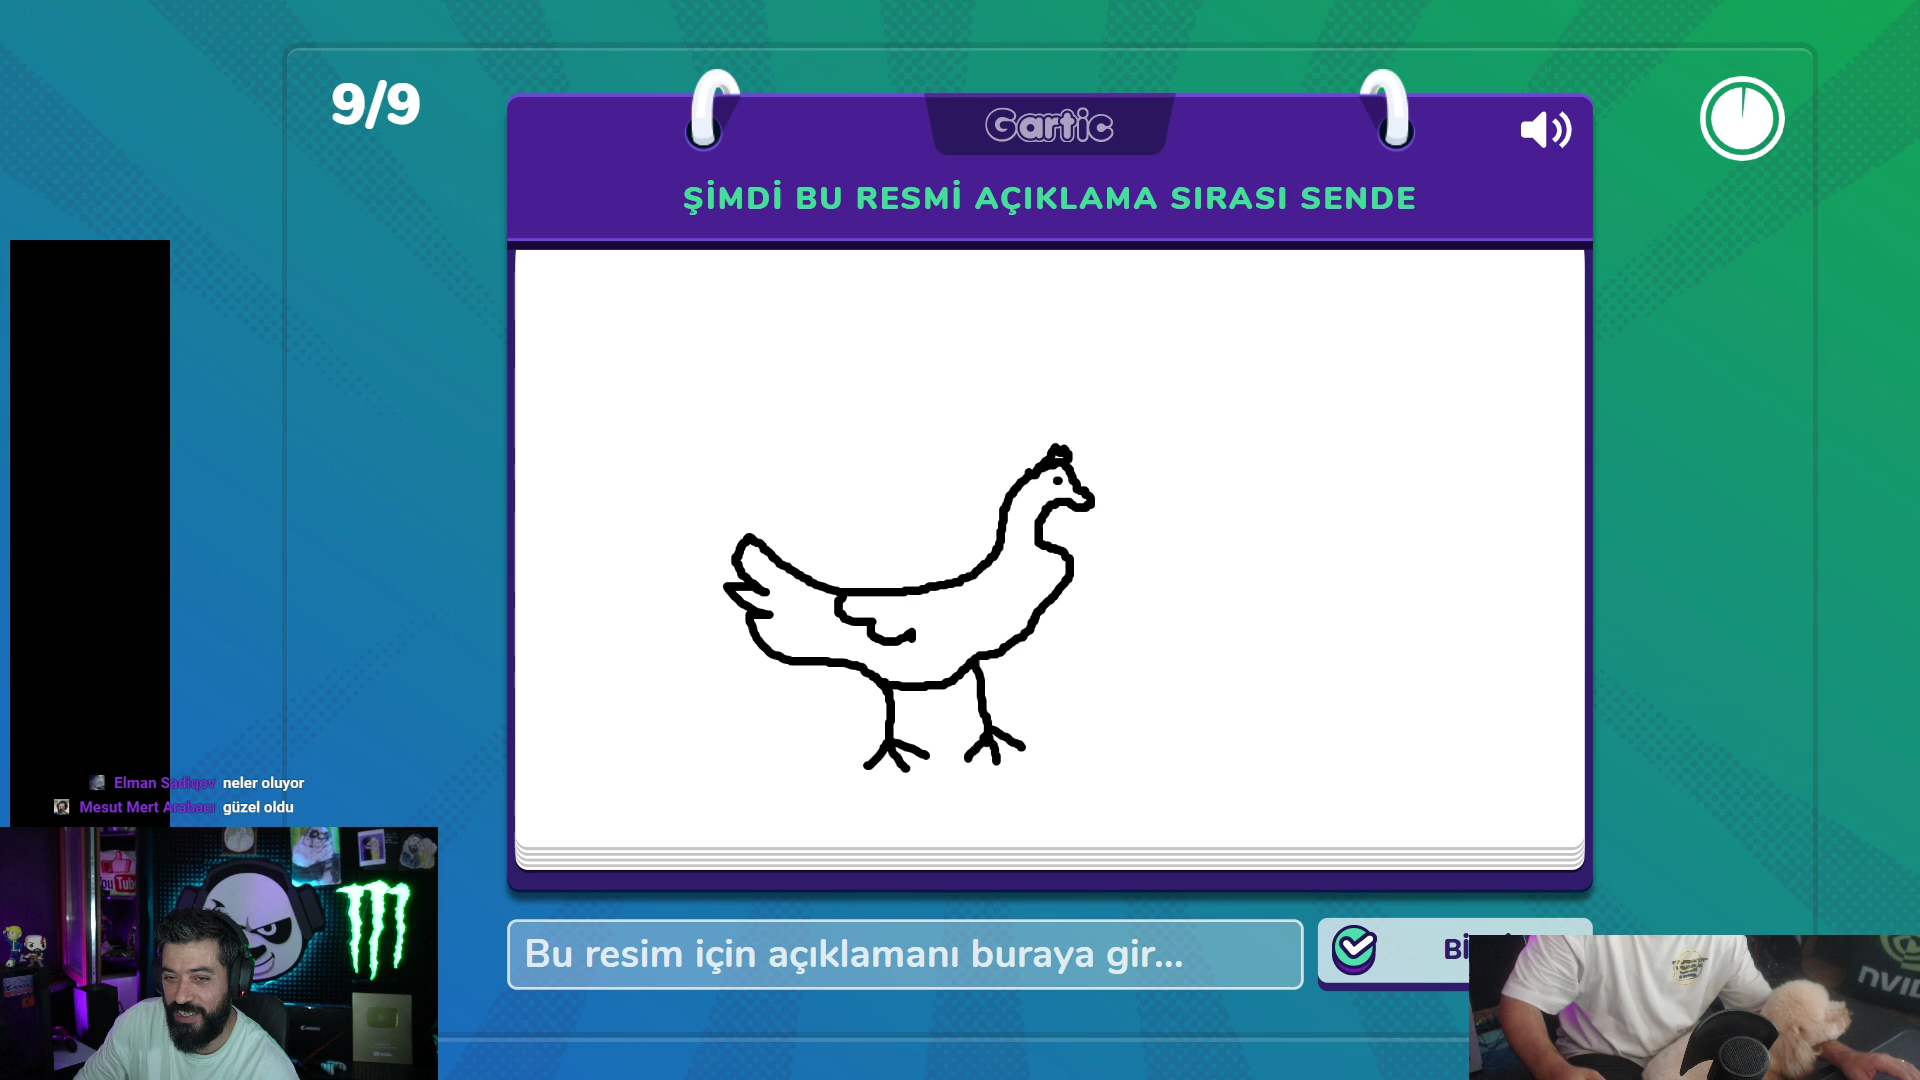 9/9
Gartic
ŞİMDİ BU RESMİ AÇIKLAMA SIRASI SENDE
Elman Sadiqov neler oluyor
Mesut Mert Arabacı güzel oldu
Bu resim için açıklamanı buraya gir...